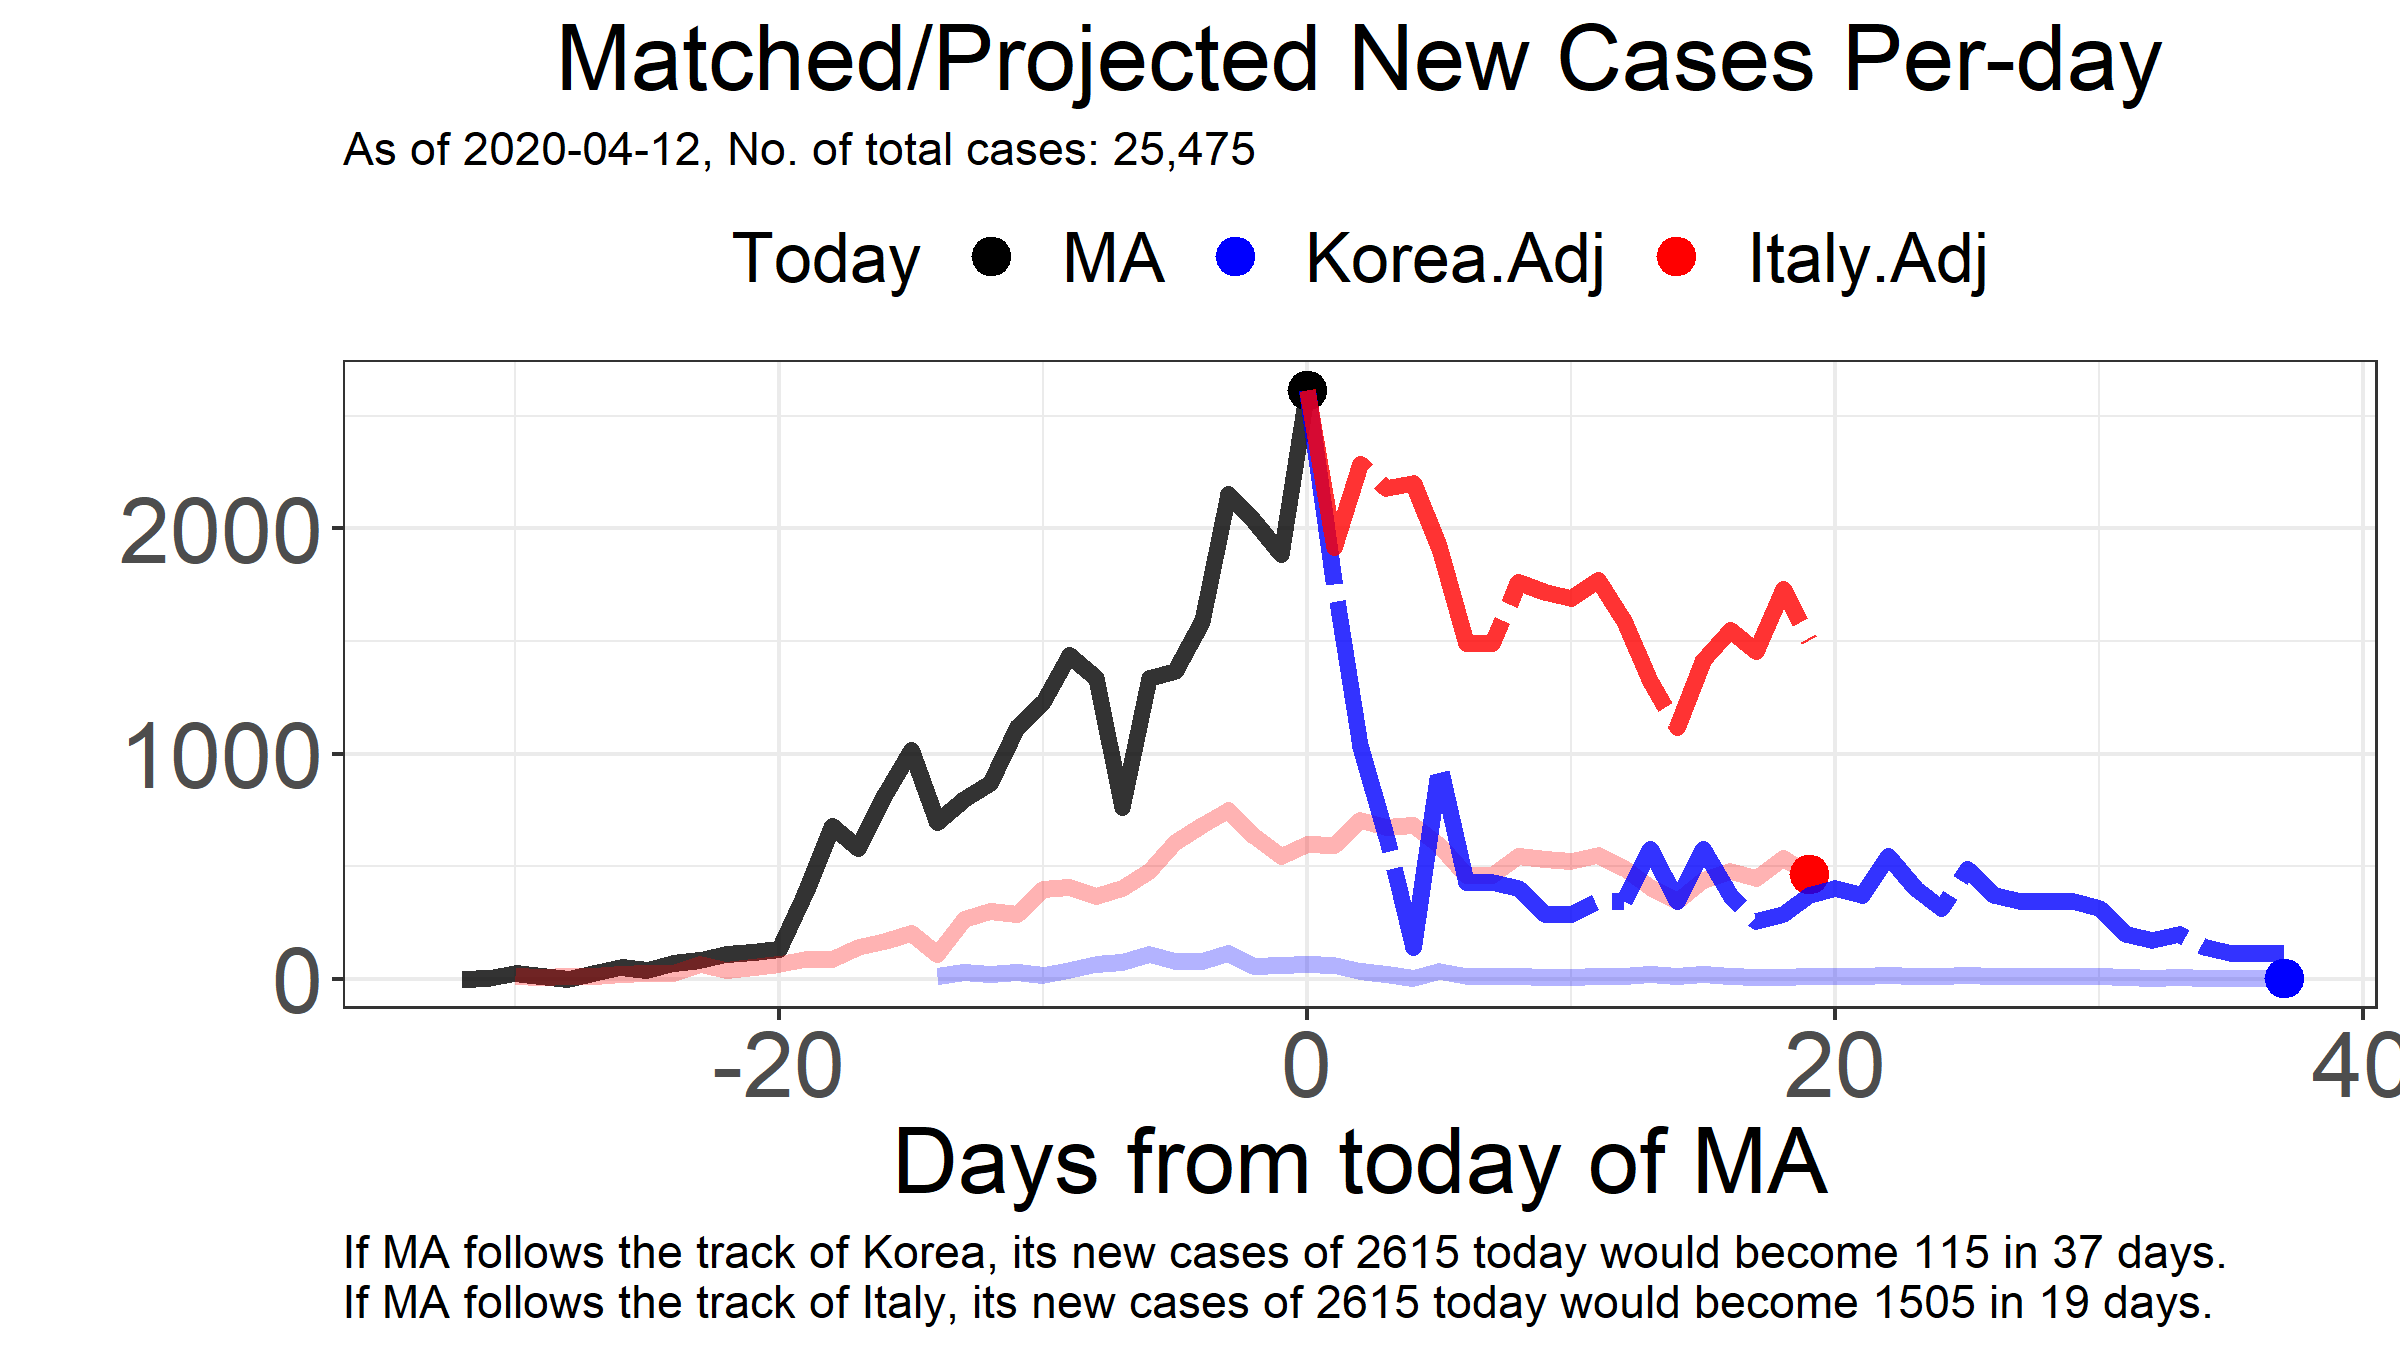 Matched/Projected New Cases Per-day
As of 2020-04-12, No. of total cases: 25,475
Today MA Korea.Adj Italy.Adj
2000
1000
0
-20 0 20 40
Days from today of MA
If MA follows the track of Korea, its new cases of 2615 today would become 115 in 37 days.
If MA follows the track of Italy, its new cases of 2615 today would become 1505 in 19 days.